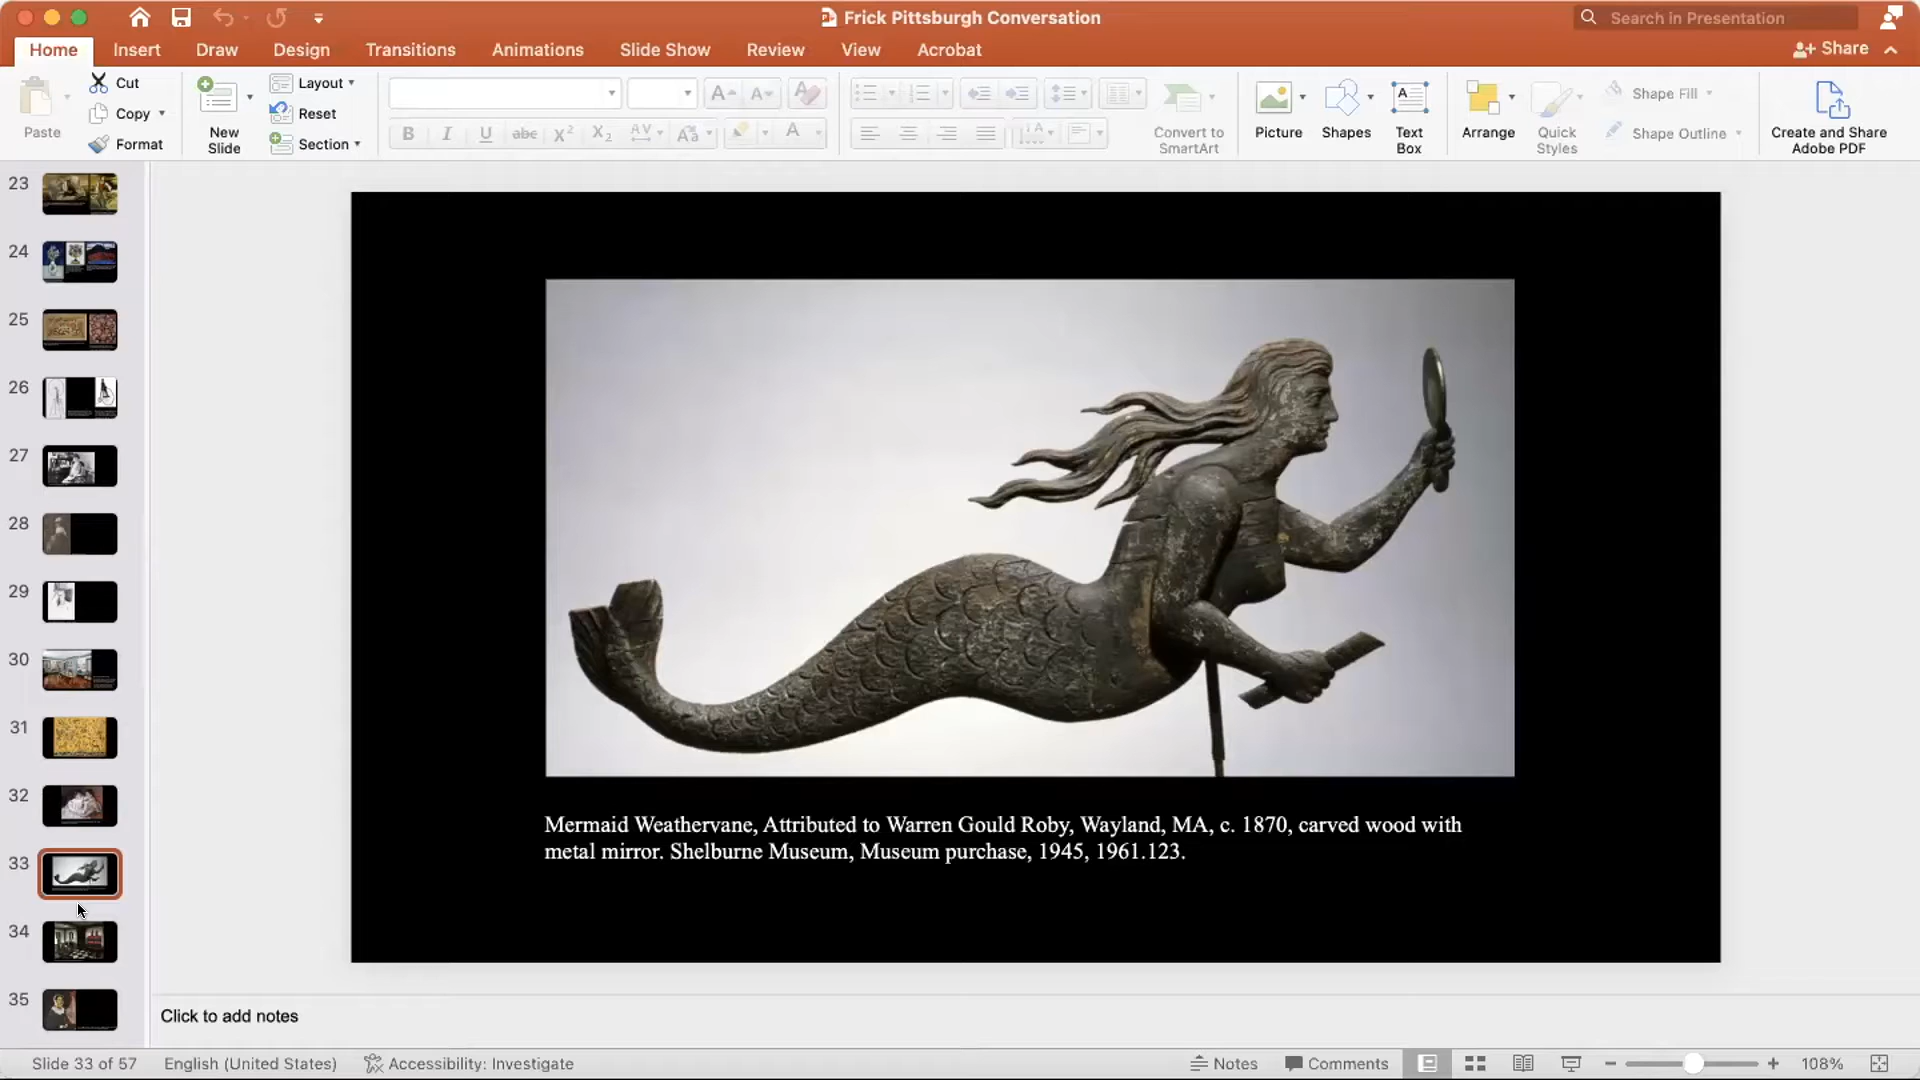 Frick Pittsburgh Conversation
Search in Presentation
Home Insert Draw Design Transitions Animations Slide Show Review View Acrobat
Share
Paste
Cut
Copy
Format
New
Slide
Layout
Reset
Section
B I U abc X² X₂ AV Aa A
Convert to
SmartArt
Picture
Shapes
Text
Box
Arrange
Quick
Styles
Shape Fill
Shape Outline
Create and Share
Adobe PDF
23
24
25
26
27
28
29
30
31
32
33
34
35
Mermaid Weathervane, Attributed to Warren Gould Roby, Wayland, MA, c. 1870, carved wood with
metal mirror. Shelburne Museum, Museum purchase, 1945, 1961.123.
Click to add notes
Slide 33 of 57 English (United States) Accessibility: Investigate Notes Comments 108%